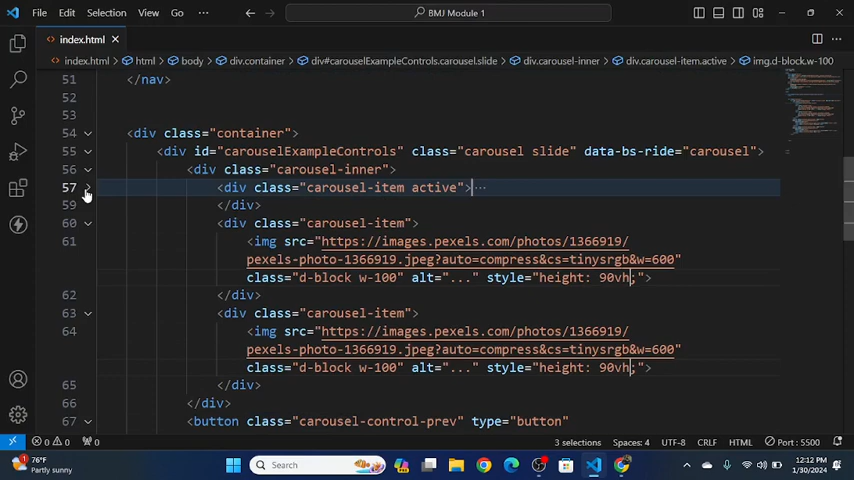 File Edit Selection View Go ··· BMJ Module 1
index.html
index.html > html > body > div.container > div#carouselExampleControls.carousel.slide > div.carousel-inner > div.carousel-item.active > img.d-block.w-100
51 </nav>
52
53
54 <div class="container">
55 <div id="carouselExampleControls" class="carousel slide" data-bs-ride="carousel">
56 <div class="carousel-inner">
57 <div class="carousel-item active">···
59 </div>
60 <div class="carousel-item">
61 <img src="https://images.pexels.com/photos/1366919/
pexels-photo-1366919.jpeg?auto=compress&cs=tinysrgb&w=600"
class="d-block w-100" alt="..." style="height: 90vh;">
62 </div>
63 <div class="carousel-item">
64 <img src="https://images.pexels.com/photos/1366919/
pexels-photo-1366919.jpeg?auto=compress&cs=tinysrgb&w=600"
class="d-block w-100" alt="..." style="height: 90vh;">
65 </div>
66 </div>
67 <button class="carousel-control-prev" type="button"
0 0 0 3 selections Spaces: 4 UTF-8 CRLF HTML Port : 5500
76°F
Partly sunny
Search
12:12 PM
1/30/2024